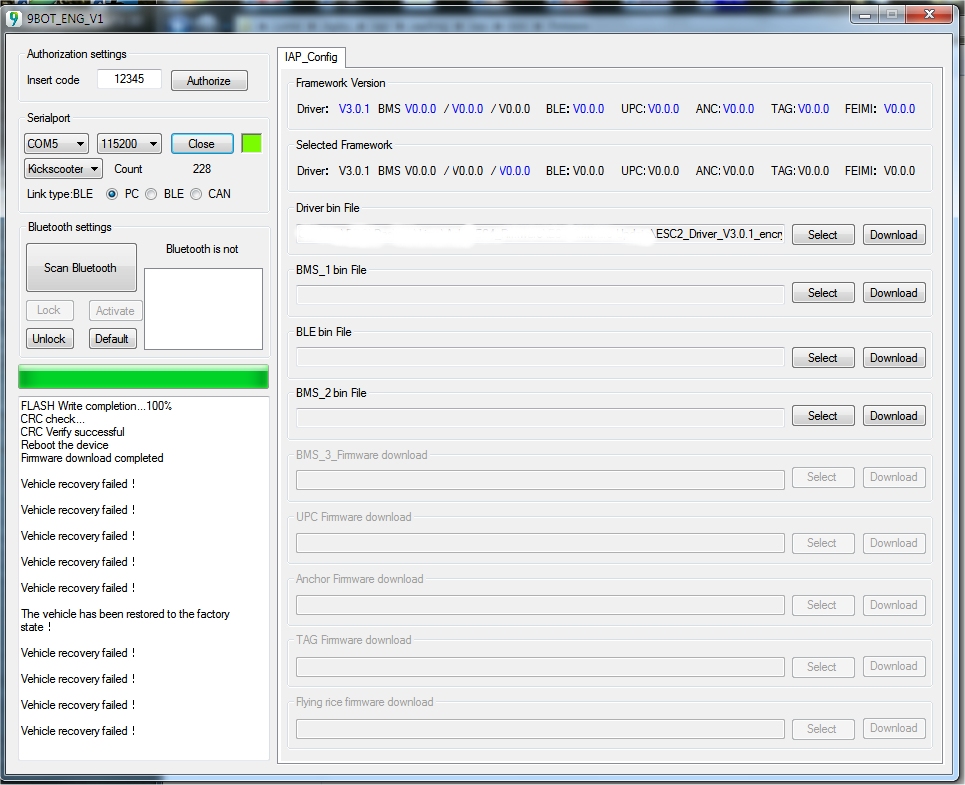 9BOT_ENG_V1
Authorization settings
Insert code 12345 Authorize
Serialport
COM5 115200 Close
Kickscooter Count 228
Link type:BLE PC BLE CAN
Bluetooth settings
Scan Bluetooth Bluetooth is not
Lock Activate
Unlock Default
FLASH Write completion...100%
CRC check...
CRC Verify successful
Reboot the device
Firmware download completed
Vehicle recovery failed !
Vehicle recovery failed !
Vehicle recovery failed !
Vehicle recovery failed !
Vehicle recovery failed !
The vehicle has been restored to the factory
state !
Vehicle recovery failed !
Vehicle recovery failed !
Vehicle recovery failed !
Vehicle recovery failed !
IAP_Config
Framework Version
Driver: V3.0.1 BMS V0.0.0 / V0.0.0 / V0.0.0 BLE: V0.0.0 UPC: V0.0.0 ANC: V0.0.0 TAG: V0.0.0 FEIMI: V0.0.0
Selected Framework
Driver: V3.0.1 BMS V0.0.0 / V0.0.0 / V0.0.0 BLE: V0.0.0 UPC: V0.0.0 ANC: V0.0.0 TAG: V0.0.0 FEIMI: V0.0.0
Driver bin File
\ESC2_Driver_V3.0.1_encry Select Download
BMS_1 bin File
Select Download
BLE bin File
Select Download
BMS_2 bin File
Select Download
BMS_3_Firmware download
Select Download
UPC Firmware download
Select Download
Anchor Firmware download
Select Download
TAG Firmware download
Select Download
Flying rice firmware download
Select Download